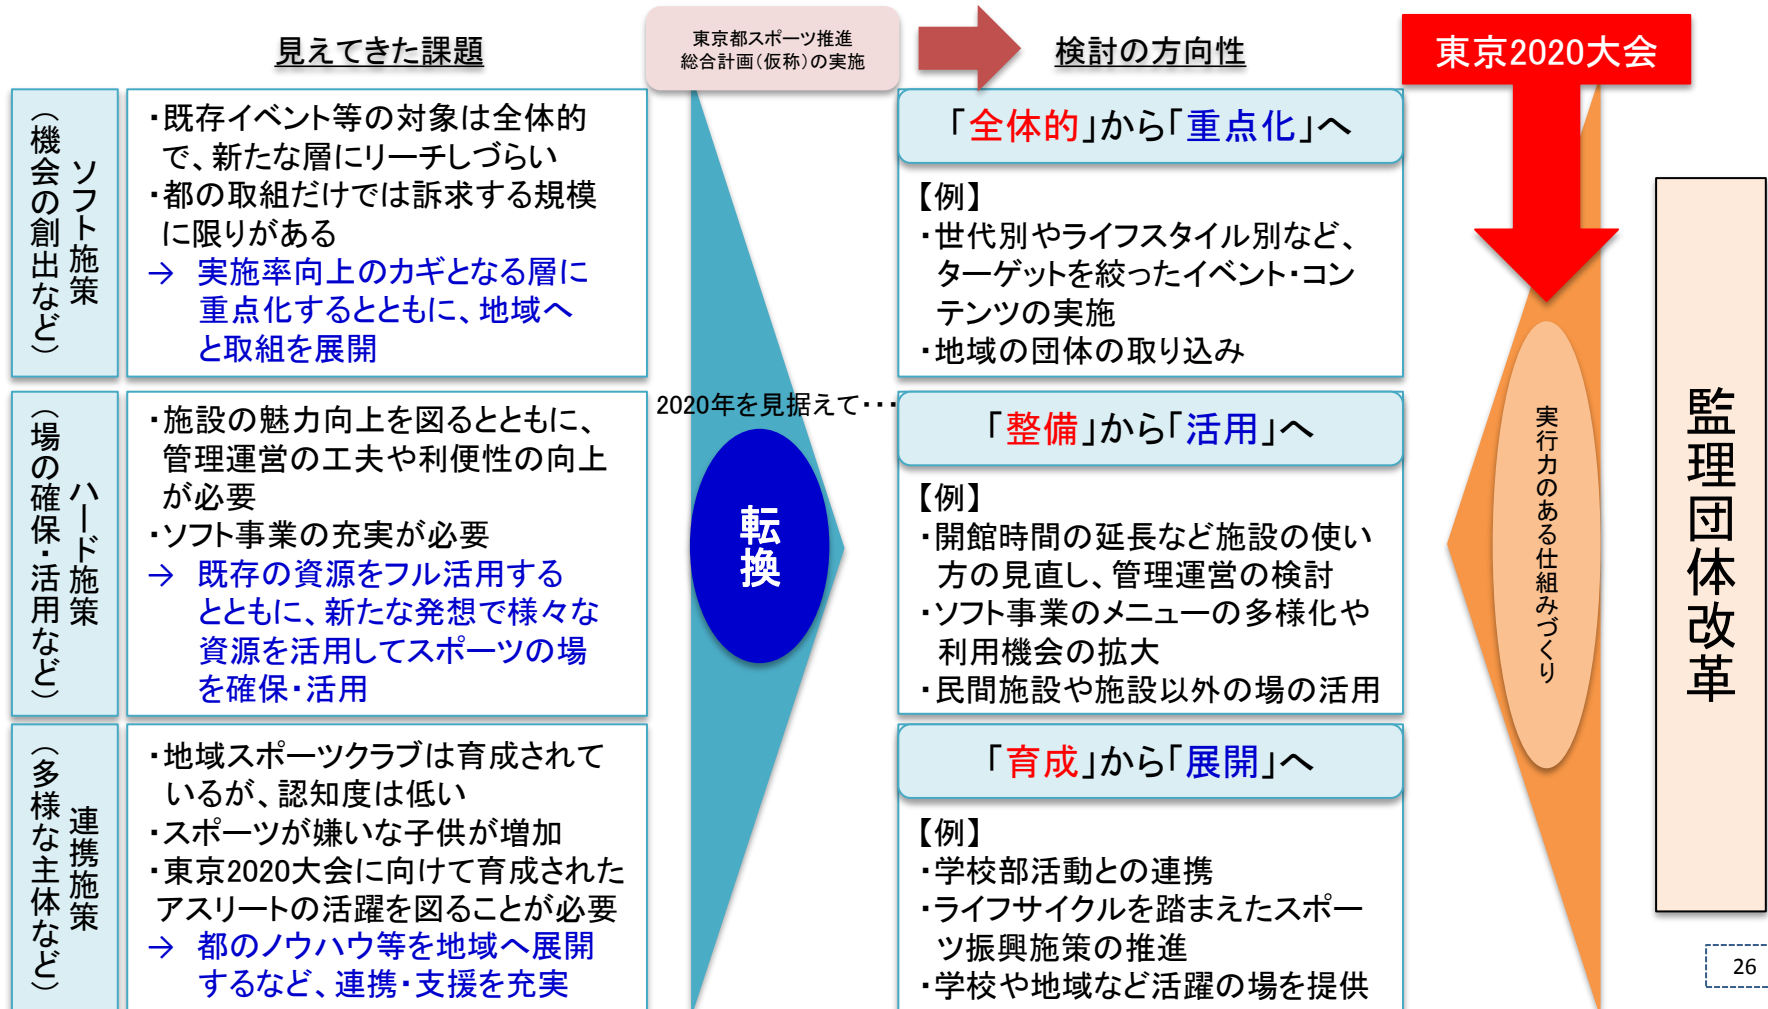 見えてきた課題
東京都スポーツ推進
総合計画（仮称）の実施
検討の方向性
東京2020大会
ソフト施策
（機会の創出など）
・既存イベント等の対象は全体的
で、新たな層にリーチしづらい
・都の取組だけでは訴求する規模
に限りがある
→ 実施率向上のカギとなる層に
重点化するとともに、地域へ
と取組を展開
「全体的」から「重点化」へ
【例】
・世代別やライフスタイル別など、
ターゲットを絞ったイベント・コン
テンツの実施
・地域の団体の取り込み
ハード施策
（場の確保・活用など）
・施設の魅力向上を図るとともに、
管理運営の工夫や利便性の向上
が必要
・ソフト事業の充実が必要
→ 既存の資源をフル活用する
とともに、新たな発想で様々な
資源を活用してスポーツの場
を確保・活用
2020年を見据えて・・・
転換
「整備」から「活用」へ
【例】
・開館時間の延長など施設の使い
方の見直し、管理運営の検討
・ソフト事業のメニューの多様化や
利用機会の拡大
・民間施設や施設以外の場の活用
連携施策
（多様な主体など）
・地域スポーツクラブは育成されて
いるが、認知度は低い
・スポーツが嫌いな子供が増加
・東京2020大会に向けて育成された
アスリートの活躍を図ることが必要
→ 都のノウハウ等を地域へ展開
するなど、連携・支援を充実
「育成」から「展開」へ
【例】
・学校部活動との連携
・ライフサイクルを踏まえたスポー
ツ振興施策の推進
・学校や地域など活躍の場を提供
実行力のある仕組みづくり
監理団体改革
26